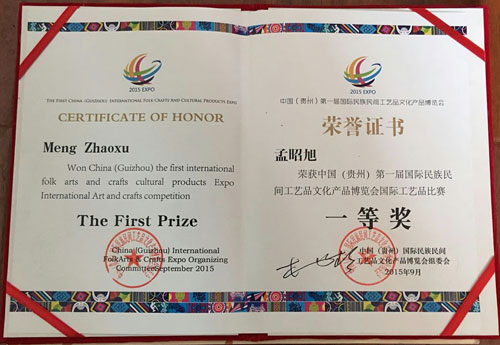 2015 EXPO
THE FIRST CHINA (GUIZHOU) INTERNATIONAL FOLK CRAFTS AND CULTURAL PRODUCTS EXPO
CERTIFICATE OF HONOR
Meng Zhaoxu
Won China (Guizhou) the first international
folk arts and crafts cultural products Expo
International Art and crafts competition
The First Prize
China (Guizhou) International
FolkArts & Crafts Expo Organizing
CommitteeSeptember 2015
2015 EXPO
中国（贵州）第一届国际民族民间工艺品文化产品博览会
荣誉证书
孟昭旭
荣获中国（贵州）第一届国际民族民
间工艺品文化产品博览会国际工艺品比赛
一等奖
中国（贵州）国际民族民间
工艺品文化产品博览会组委会
2015年9月